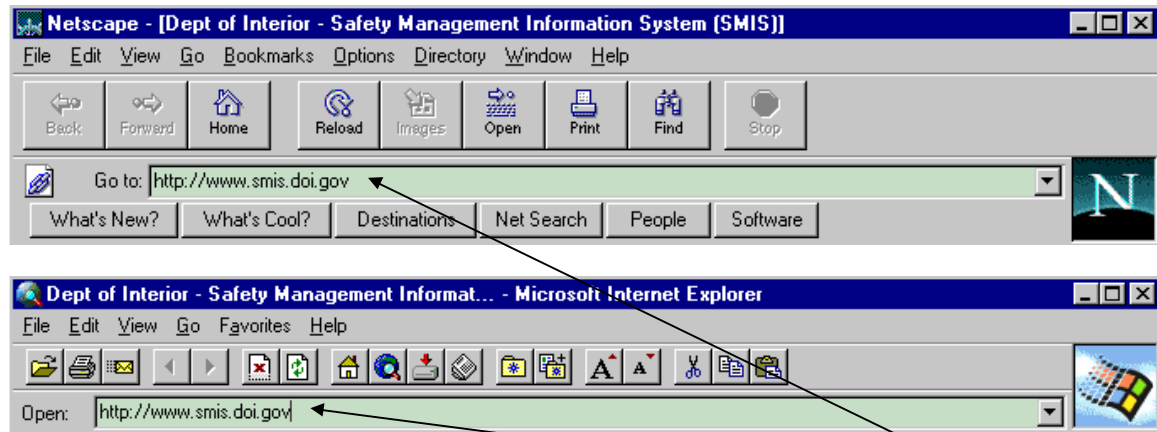 Netscape - [Dept of Interior - Safety Management Information System (SMIS)]
File Edit View Go Bookmarks Options Directory Window Help
Back Forward Home Reload Images Open Print Find Stop
Go to: http://www.smis.doi.gov
N
What's New? What's Cool? Destinations Net Search People Software
Dept of Interior - Safety Management Informat... - Microsoft Internet Explorer
File Edit View Go Favorites Help
A A
Open: http://www.smis.doi.gov